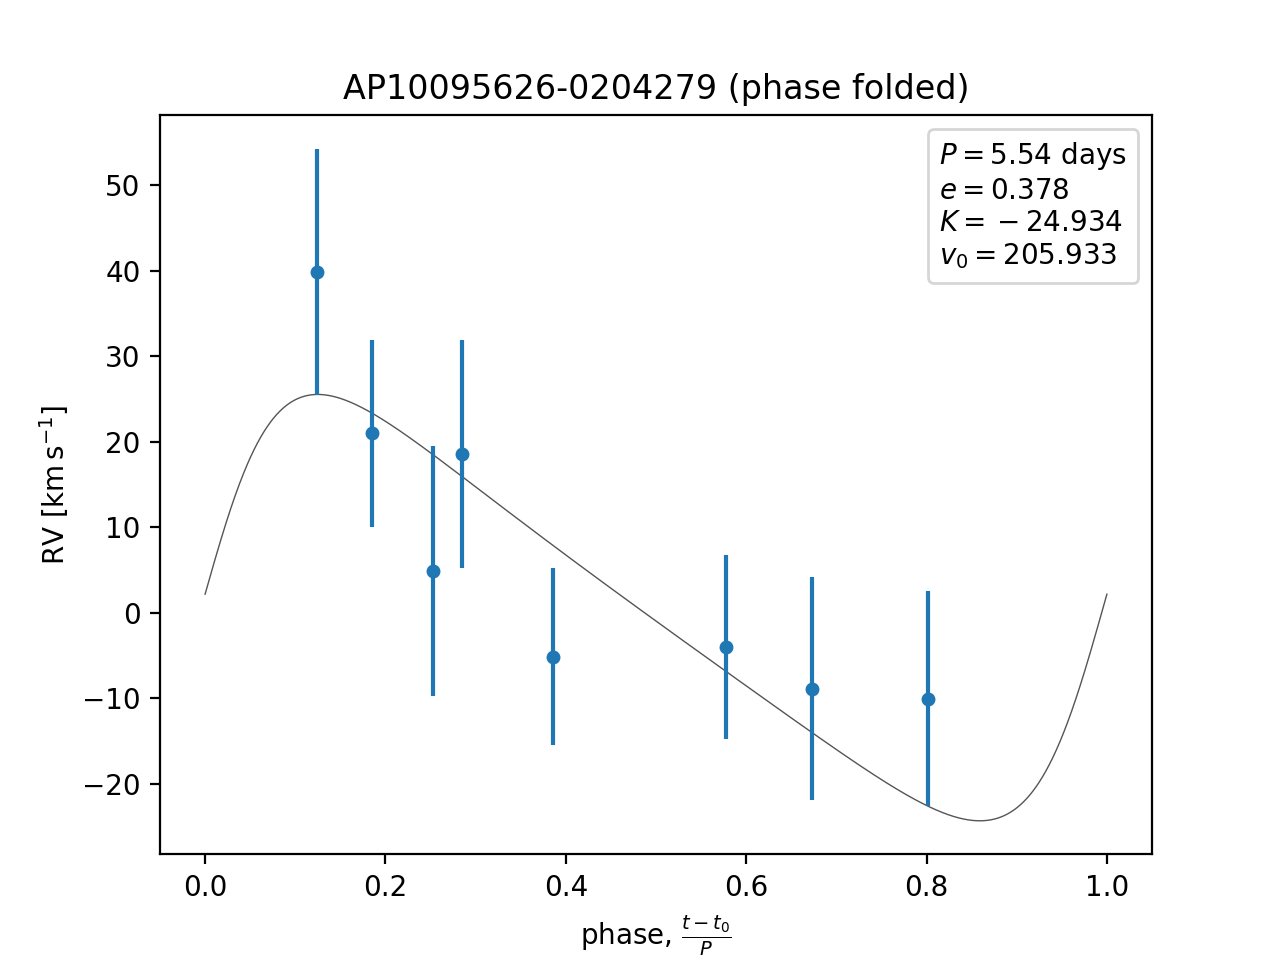 AP10095626-0204279 (phase folded)
P = 5.54 days
e = 0.378
K = −24.934
v₀ = 205.933
RV [km s⁻¹]
50
40
30
20
10
0
−10
−20
0.0 0.2 0.4 0.6 0.8 1.0
phase, (t − t₀)/P